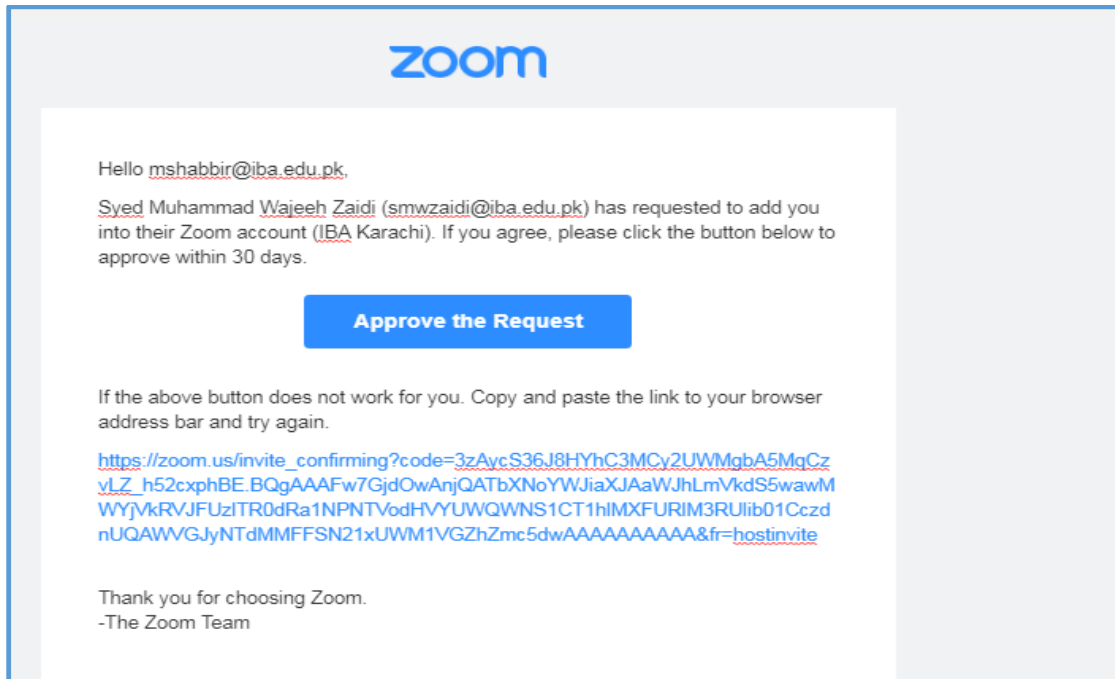 zoom
Hello mshabbir@iba.edu.pk,
Syed Muhammad Wajeeh Zaidi (smwzaidi@iba.edu.pk) has requested to add you
into their Zoom account (IBA Karachi). If you agree, please click the button below to
approve within 30 days.
Approve the Request
If the above button does not work for you. Copy and paste the link to your browser
address bar and try again.
https://zoom.us/invite_confirming?code=3zAycS36J8HYhC3MCy2UWMgbA5MqCz
vLZ_h52cxphBE.BQgAAAFw7GjdOwAnjQATbXNoYWJiaXJAaWJhLmVkdS5wawM
WYjVkRVJFUzlTR0dRa1NPNTVodHVYUWQWNS1CT1hlMXFURlM3RUlib01Cczd
nUQAWVGJyNTdMMFFSN21xUWM1VGZhZmc5dwAAAAAAAAAA&fr=hostinvite
Thank you for choosing Zoom.
-The Zoom Team